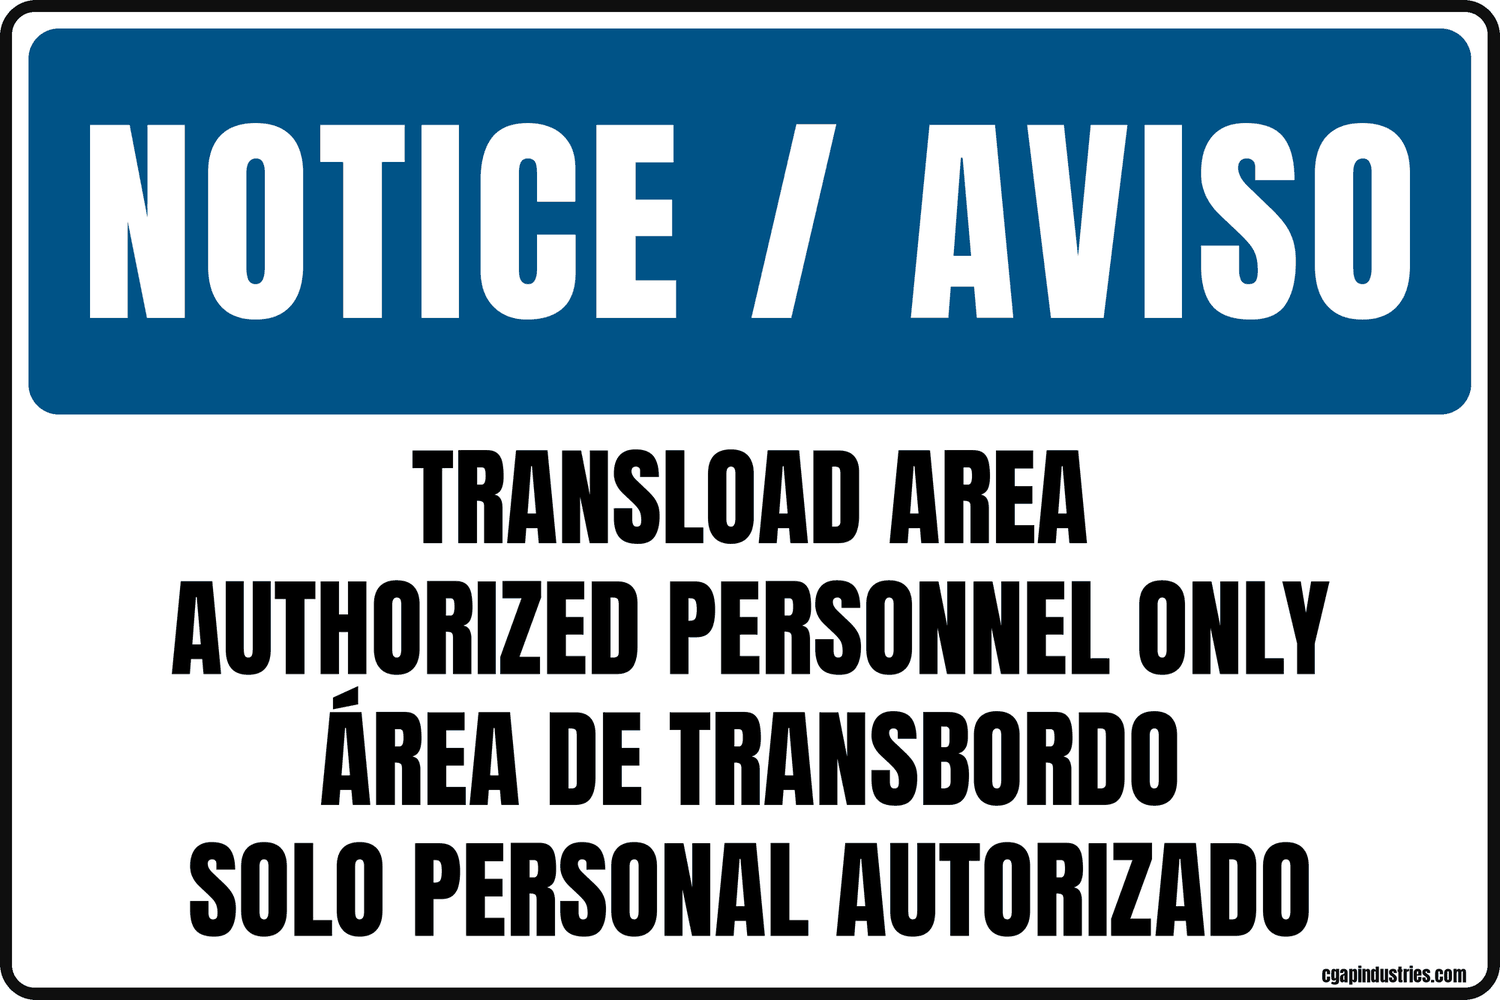 NOTICE / AVISO
TRANSLOAD AREA
AUTHORIZED PERSONNEL ONLY
ÁREA DE TRANSBORDO
SOLO PERSONAL AUTORIZADO
cgapindustries.com